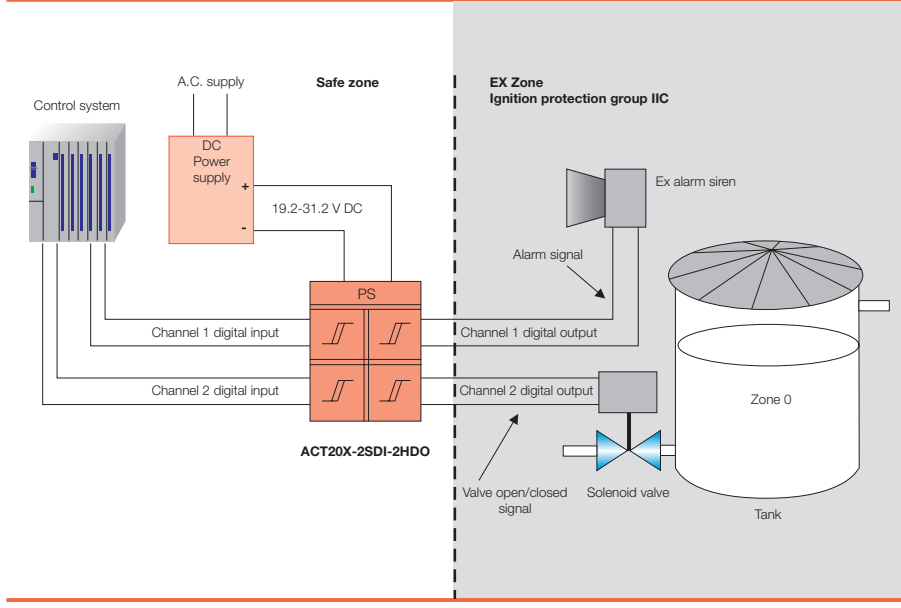 A.C. supply
Safe zone
EX Zone
Ignition protection group IIC
Control system
DC
Power
supply
+
19.2-31.2 V DC
-
Ex alarm siren
Alarm signal
PS
Channel 1 digital input
Channel 1 digital output
Channel 2 digital input
Channel 2 digital output
Zone 0
ACT20X-2SDI-2HDO
Valve open/closed
signal
Solenoid valve
Tank